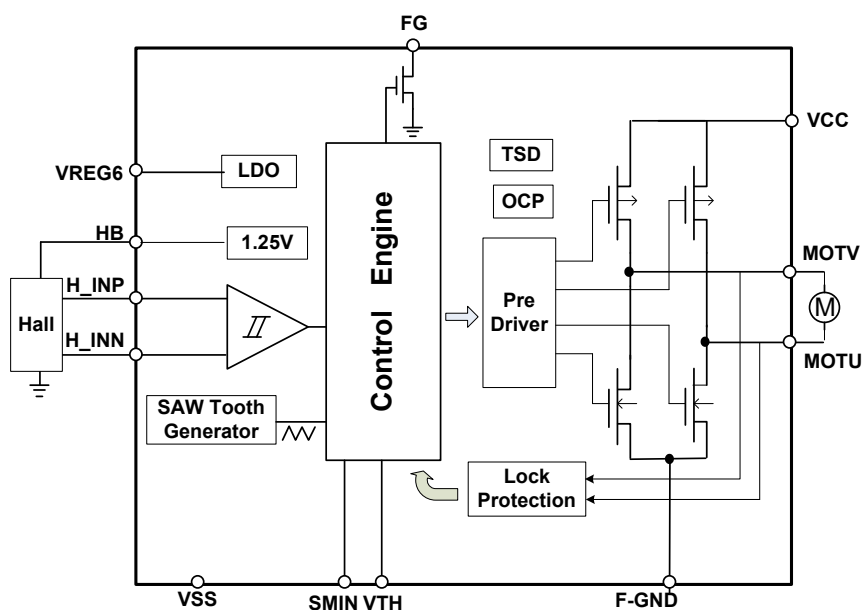 FG
VCC
TSD
VREG6
LDO
OCP
HB
1.25V
MOTV
H_INP
Hall
Control Engine
Pre
Driver
M
H_INN
MOTU
SAW Tooth
Generator
Lock
Protection
VSS
SMIN VTH
F-GND